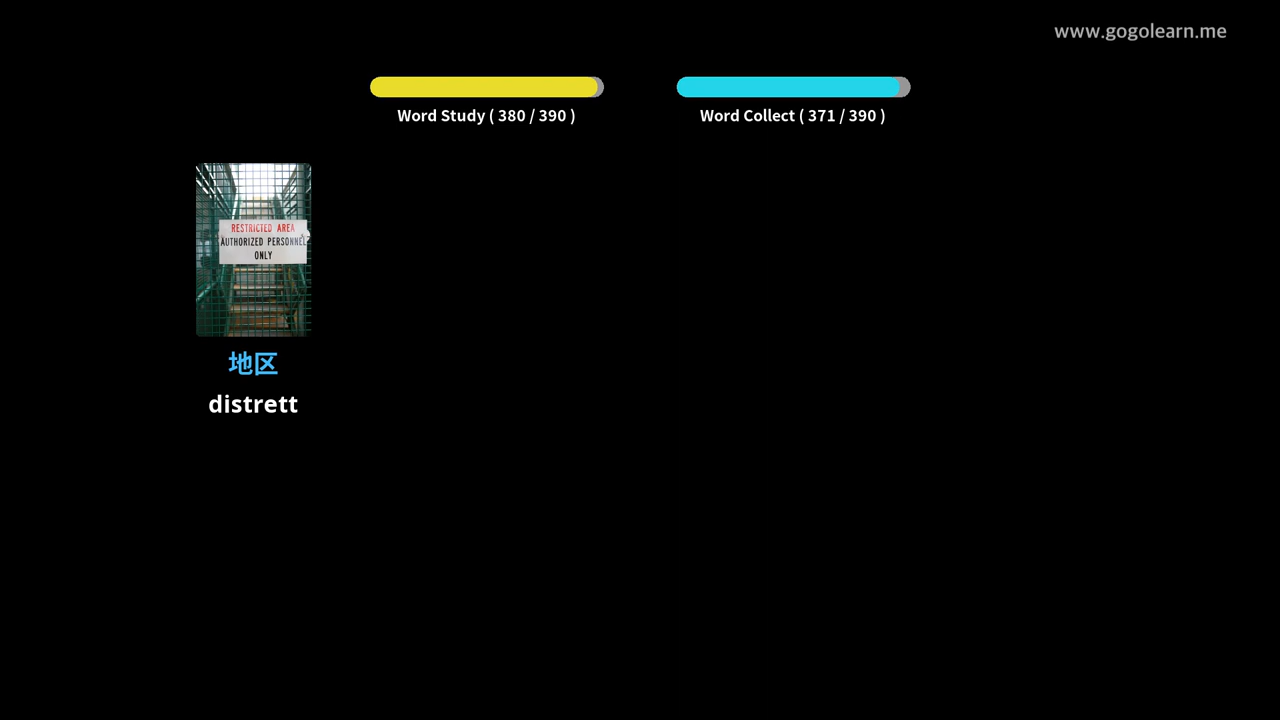 www.gogolearn.me
Word Study ( 380 / 390 )
Word Collect ( 371 / 390 )
RESTRICTED AREA
AUTHORIZED PERSONNEL
ONLY
地区
distrett